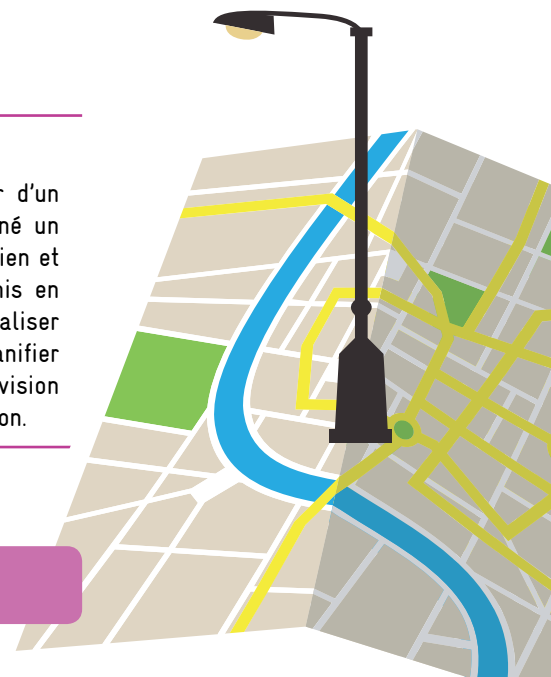 r d'un
né un
ien et
nis en
aliser
anifier
vision
on.